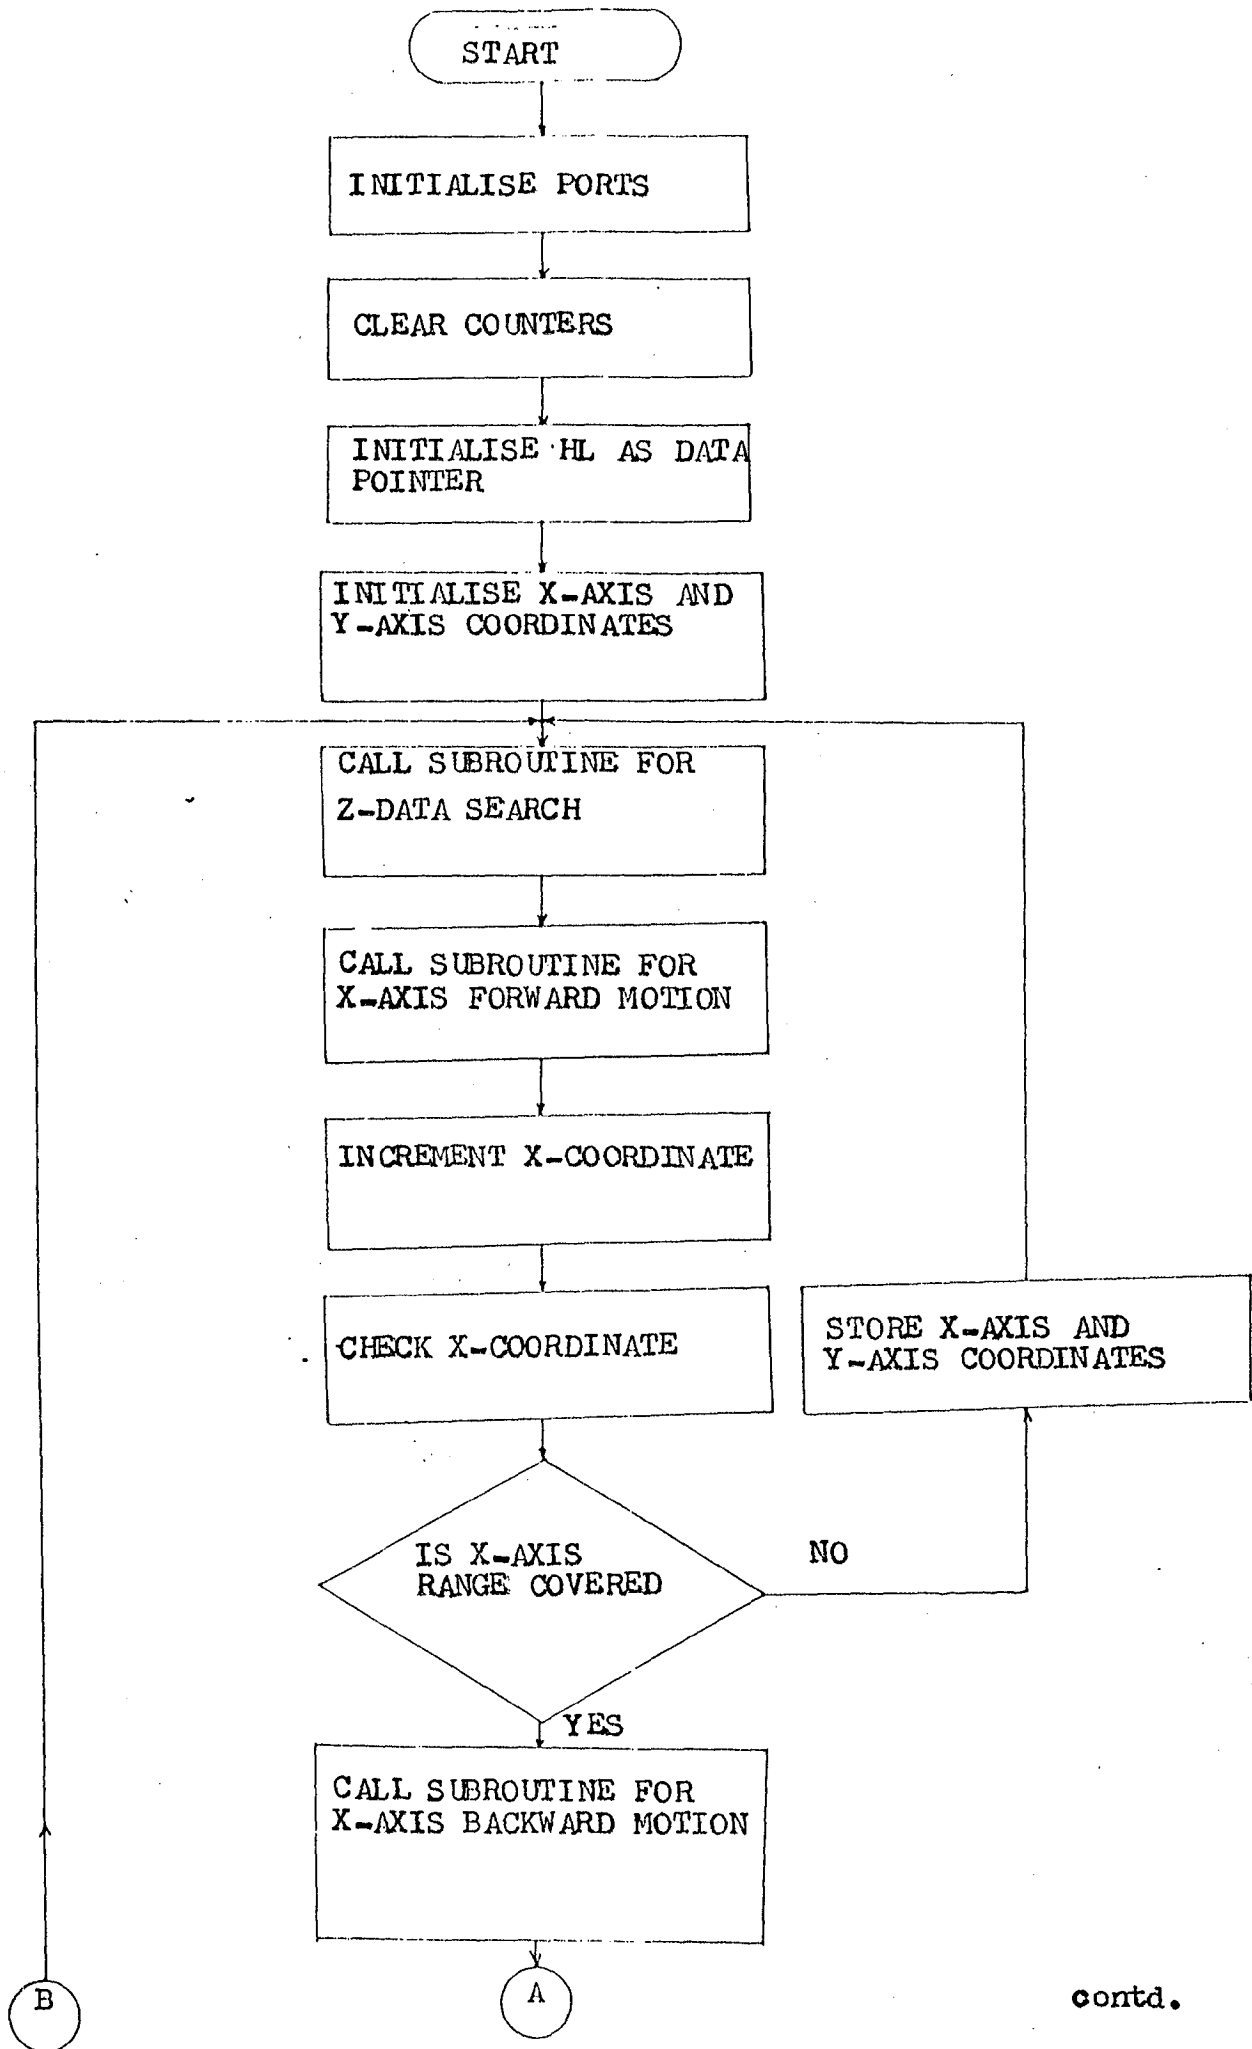 START
INITIALISE PORTS
CLEAR COUNTERS
INITIALISE HL AS DATA
POINTER
INITIALISE X-AXIS AND
Y-AXIS COORDINATES
CALL SUBROUTINE FOR
Z-DATA SEARCH
CALL SUBROUTINE FOR
X-AXIS FORWARD MOTION
INCREMENT X-COORDINATE
CHECK X-COORDINATE
STORE X-AXIS AND
Y-AXIS COORDINATES
IS X-AXIS
RANGE COVERED
NO
YES
CALL SUBROUTINE FOR
X-AXIS BACKWARD MOTION
B
A
contd.